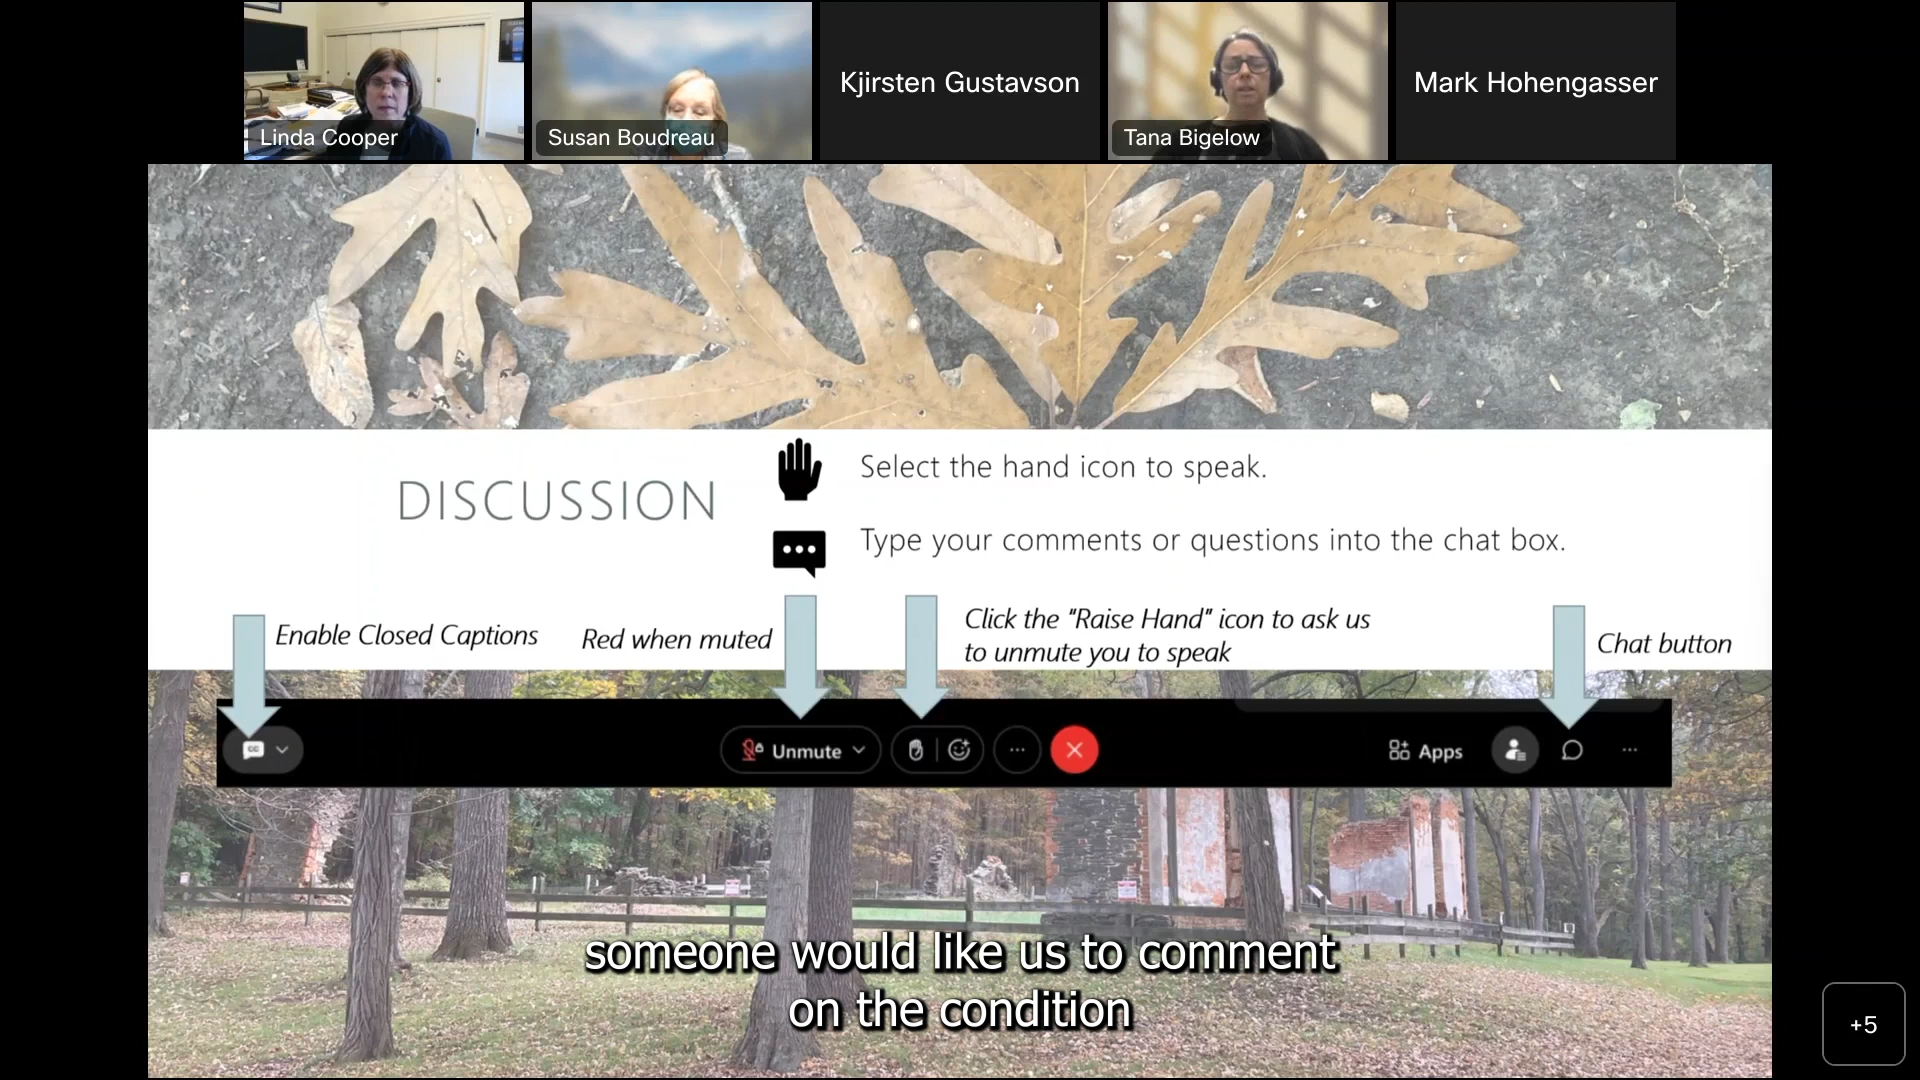 Linda Cooper
Susan Boudreau
Kjirsten Gustavson
Tana Bigelow
Mark Hohengasser
DISCUSSION
Select the hand icon to speak.
Type your comments or questions into the chat box.
Enable Closed Captions
Red when muted
Click the "Raise Hand" icon to ask us
to unmute you to speak
Chat button
CC
Unmute
Apps
someone would like us to comment
on the condition
+5